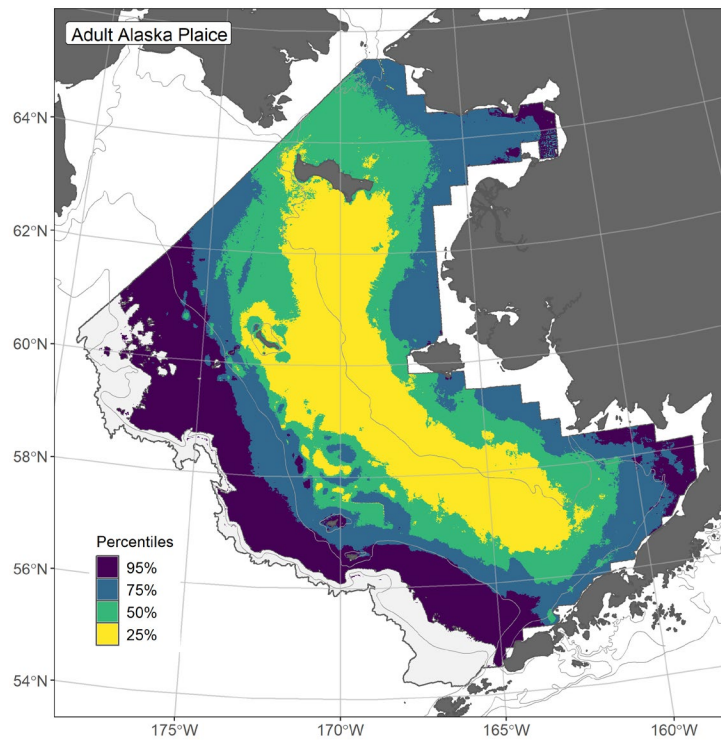 Adult Alaska Plaice
64°N
62°N
60°N
58°N
56°N
54°N
Percentiles
95%
75%
50%
25%
175°W
170°W
165°W
160°W